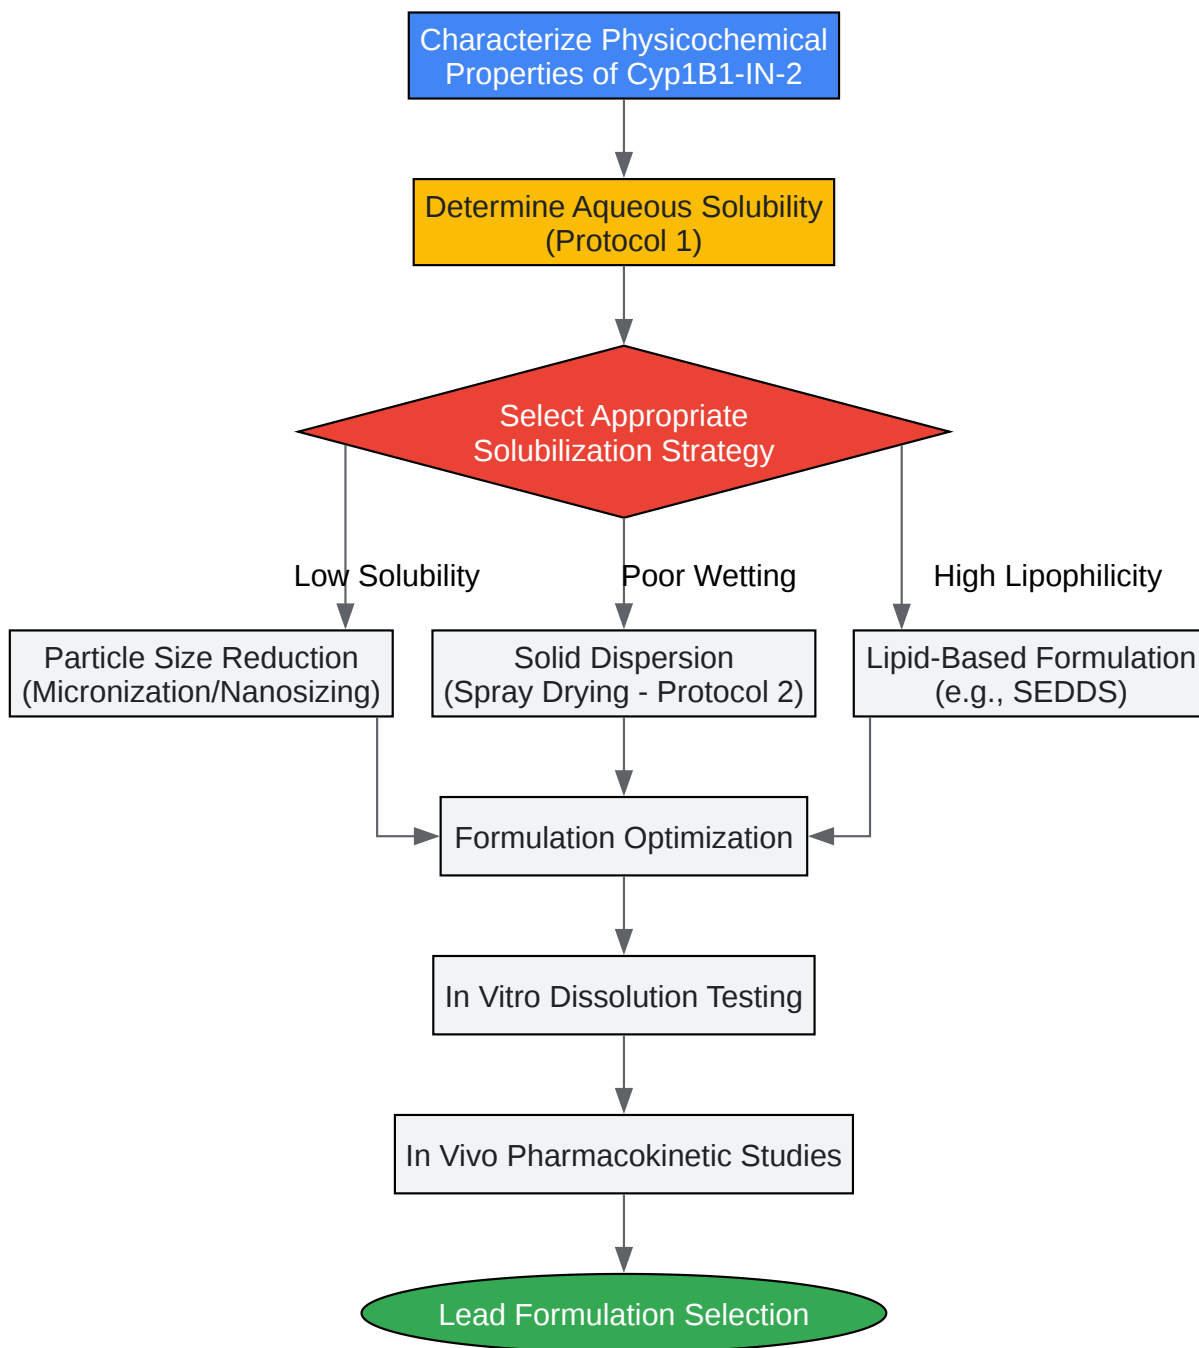 Characterize Physicochemical
Properties of Cyp1B1-IN-2
Determine Aqueous Solubility
(Protocol 1)
Select Appropriate
Solubilization Strategy
Low Solubility
Poor Wetting
High Lipophilicity
Particle Size Reduction
(Micronization/Nanosizing)
Solid Dispersion
(Spray Drying - Protocol 2)
Lipid-Based Formulation
(e.g., SEDDS)
Formulation Optimization
In Vitro Dissolution Testing
In Vivo Pharmacokinetic Studies
Lead Formulation Selection